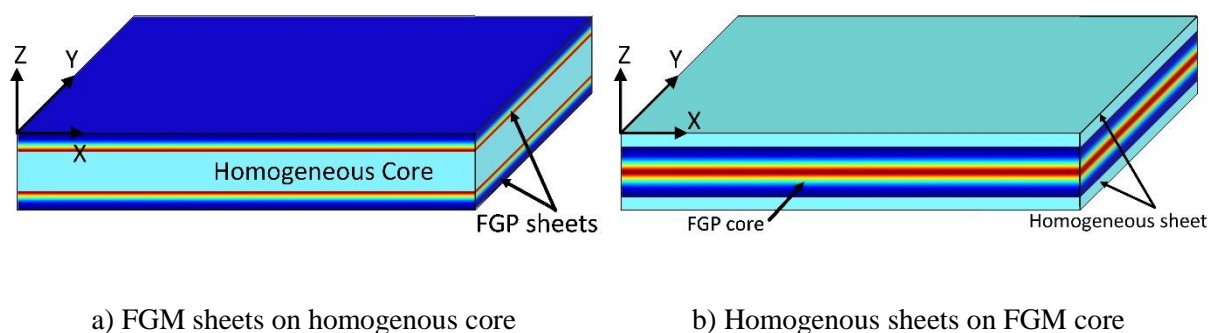 Z
Y
X
Homogeneous Core
FGP sheets
Z
Y
X
FGP core
Homogeneous sheet
a) FGM sheets on homogenous core
b) Homogenous sheets on FGM core